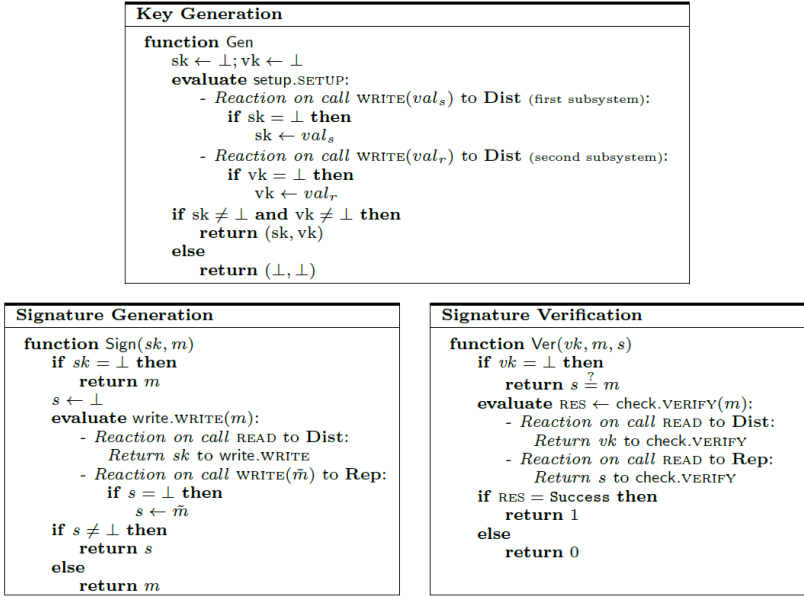 Key Generation
function Gen
sk ← ⊥; vk ← ⊥
evaluate setup.SETUP:
- Reaction on call WRITE(val_s) to Dist (first subsystem):
if sk = ⊥ then
sk ← val_s
- Reaction on call WRITE(val_r) to Dist (second subsystem):
if vk = ⊥ then
vk ← val_r
if sk ≠ ⊥ and vk ≠ ⊥ then
return (sk, vk)
else
return (⊥, ⊥)
Signature Generation
function Sign(sk, m)
if sk = ⊥ then
return m
s ← ⊥
evaluate write.WRITE(m):
- Reaction on call READ to Dist:
Return sk to write.WRITE
- Reaction on call WRITE(m̃) to Rep:
if s = ⊥ then
s ← m̃
if s ≠ ⊥ then
return s
else
return m
Signature Verification
function Ver(vk, m, s)
if vk = ⊥ then
return s ≟ m
evaluate RES ← check.VERIFY(m):
- Reaction on call READ to Dist:
Return vk to check.VERIFY
- Reaction on call READ to Rep:
Return s to check.VERIFY
if RES = Success then
return 1
else
return 0